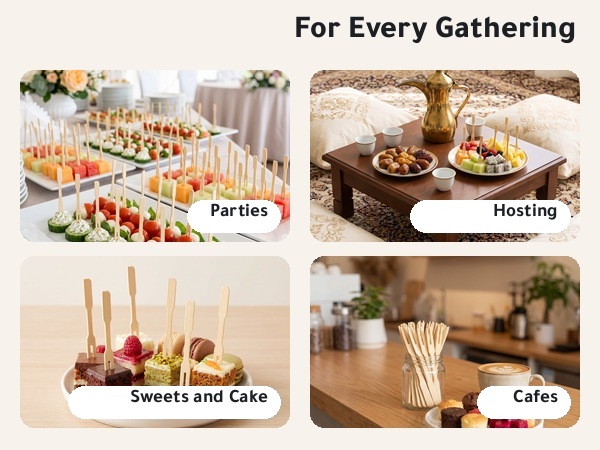 For Every Gathering
Parties
Hosting
Sweets and Cake
Cafes